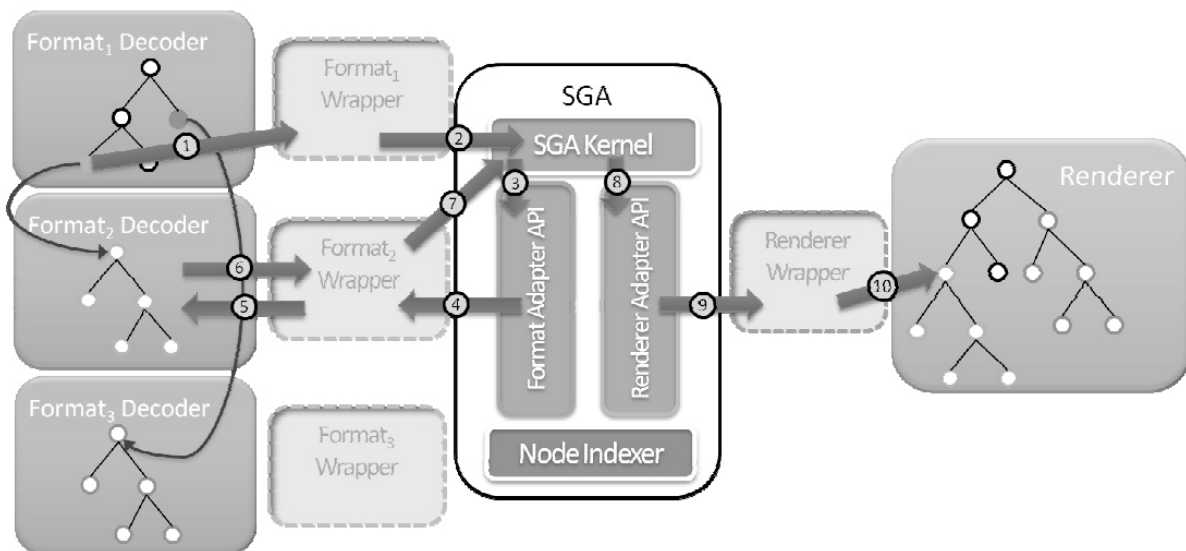 Format₁ Decoder
Format₁
Wrapper
SGA
1
2
SGA Kernel
3
8
Renderer
Format₂ Decoder
7
Format₂
Wrapper
Format Adapter API
Renderer Adapter API
Renderer
Wrapper
6
5
4
9
10
Format₃ Decoder
Format₃
Wrapper
Node Indexer